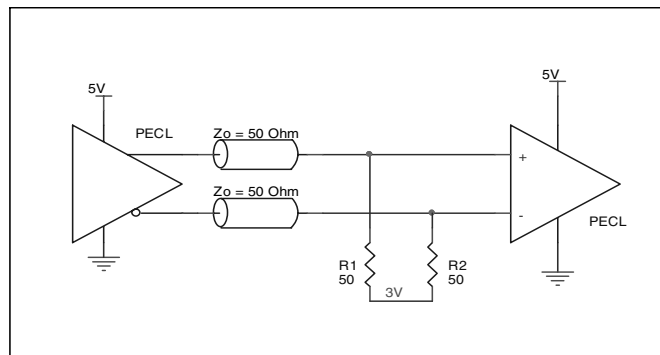 5V
PECL
Zo = 50 Ohm
Zo = 50 Ohm
5V
+
-
PECL
R1
50
R2
50
3V